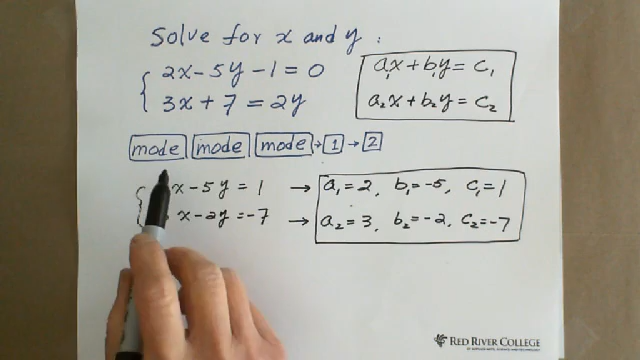 Solve for x and y :
2x - 5y - 1 = 0
3x + 7 = 2y
a₁x + b₁y = c₁
a₂x + b₂y = c₂
mode mode mode → 1 → 2
x - 5y = 1 → a₁ = 2, b₁ = -5, c₁ = 1
x - 2y = -7 → a₂ = 3, b₂ = -2, c₂ = -7
RED RIVER COLLEGE